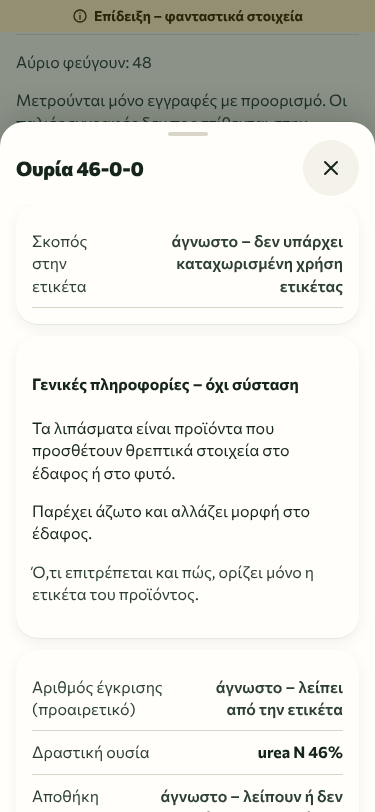 Επίδειξη – φανταστικά στοιχεία
Αύριο φεύγουν: 48
Μετρούνται μόνο εγγραφές με προορισμό. Οι
Ουρία 46-0-0
Σκοπός
στην
ετικέτα
άγνωστο – δεν υπάρχει
καταχωρισμένη χρήση
ετικέτας
Γενικές πληροφορίες – όχι σύσταση
Τα λιπάσματα είναι προϊόντα που
προσθέτουν θρεπτικά στοιχεία στο
έδαφος ή στο φυτό.
Παρέχει άζωτο και αλλάζει μορφή στο
έδαφος.
Ό,τι επιτρέπεται και πώς, ορίζει μόνο η
ετικέτα του προϊόντος.
Αριθμός έγκρισης
(προαιρετικό)
άγνωστο – λείπει
από την ετικέτα
Δραστική ουσία
urea N 46%
Αποθήκη
άγνωστο – λείπουν ή δεν